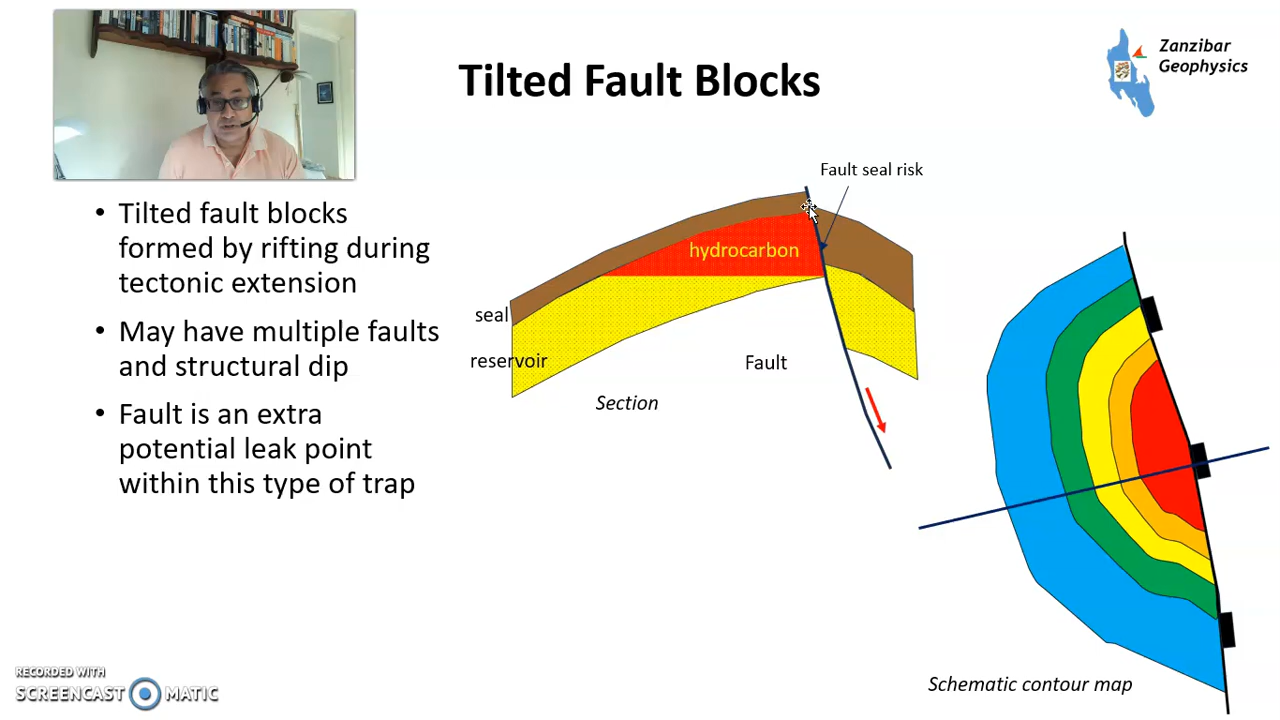 Tilted Fault Blocks
Zanzibar
Geophysics
• Tilted fault blocks
formed by rifting during
tectonic extension
• May have multiple faults
and structural dip
• Fault is an extra
potential leak point
within this type of trap
Fault seal risk
hydrocarbon
seal
reservoir
Fault
Section
Schematic contour map
RECORDED WITH
SCREENCAST MATIC